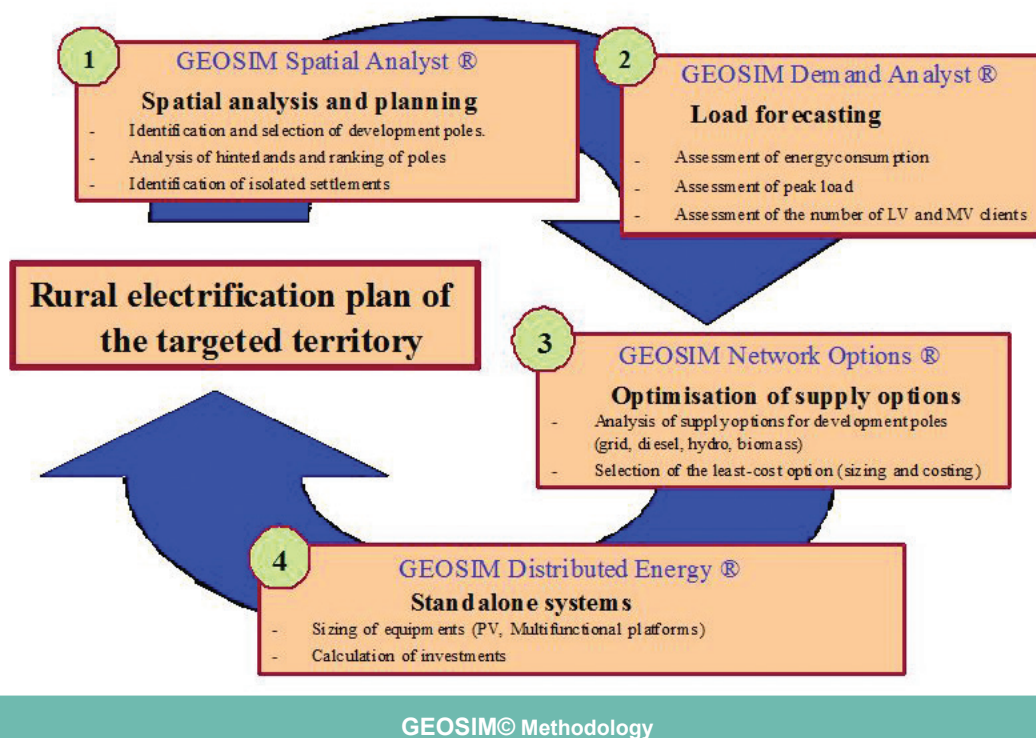 1
GEOSIM Spatial Analyst ®
Spatial analysis and planning
- Identification and selection of development poles.
- Analysis of hinterlands and ranking of poles
- Identification of isolated settlements
2
GEOSIM Demand Analyst ®
Load forecasting
- Assessment of energy consumption
- Assessment of peak load
- Assessment of the number of LV and MV clients
Rural electrification plan of
the targeted territory
3
GEOSIM Network Options ®
Optimisation of supply options
- Analysis of supply options for development poles
(grid, diesel, hydro, biomass)
- Selection of the least-cost option (sizing and costing)
4
GEOSIM Distributed Energy ®
Standalone systems
- Sizing of equipments (PV, Multifunctional platforms)
- Calculation of investments
GEOSIM© Methodology